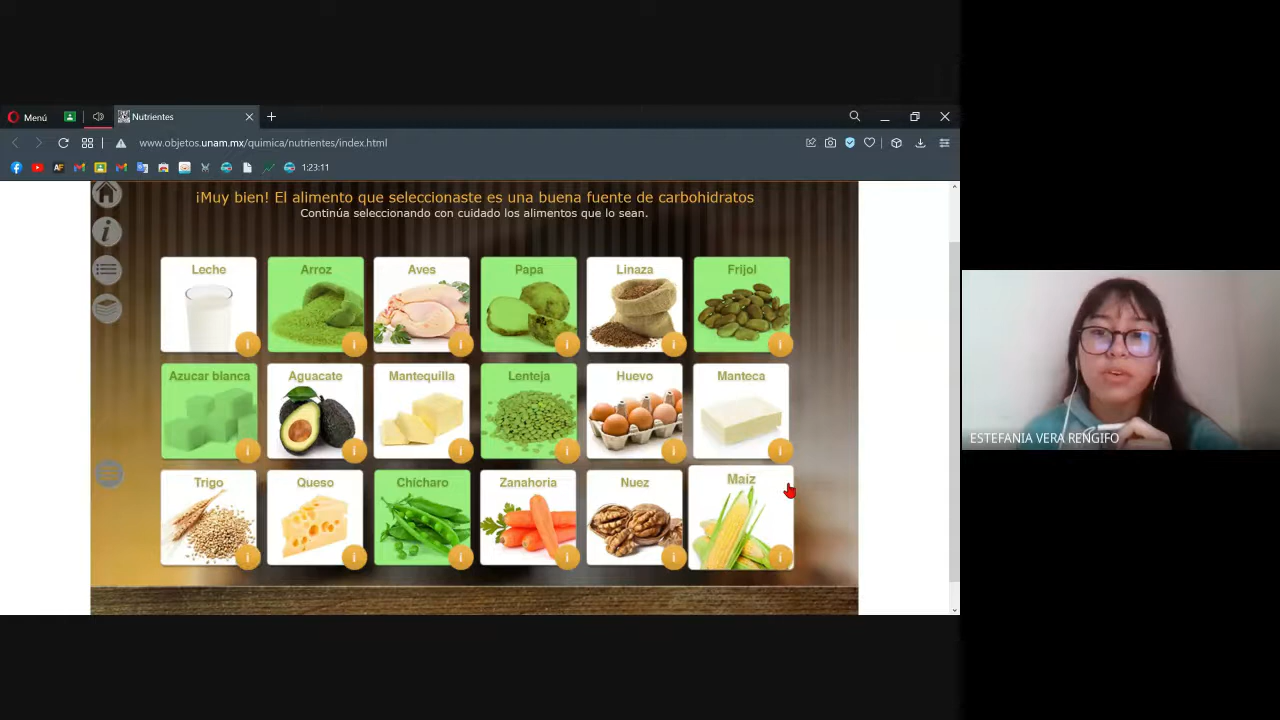 Menú
Nutrientes
www.objetos.unam.mx/quimica/nutrientes/index.html
AF
1:23:11
¡Muy bien! El alimento que seleccionaste es una buena fuente de carbohidratos
Continúa seleccionando con cuidado los alimentos que lo sean.
Leche Arroz Aves Papa Linaza Frijol
Azucar blanca Aguacate Mantequilla Lenteja Huevo Manteca
Trigo Queso Chícharo Zanahoria Nuez Maíz
ESTEFANIA VERA RENGIFO